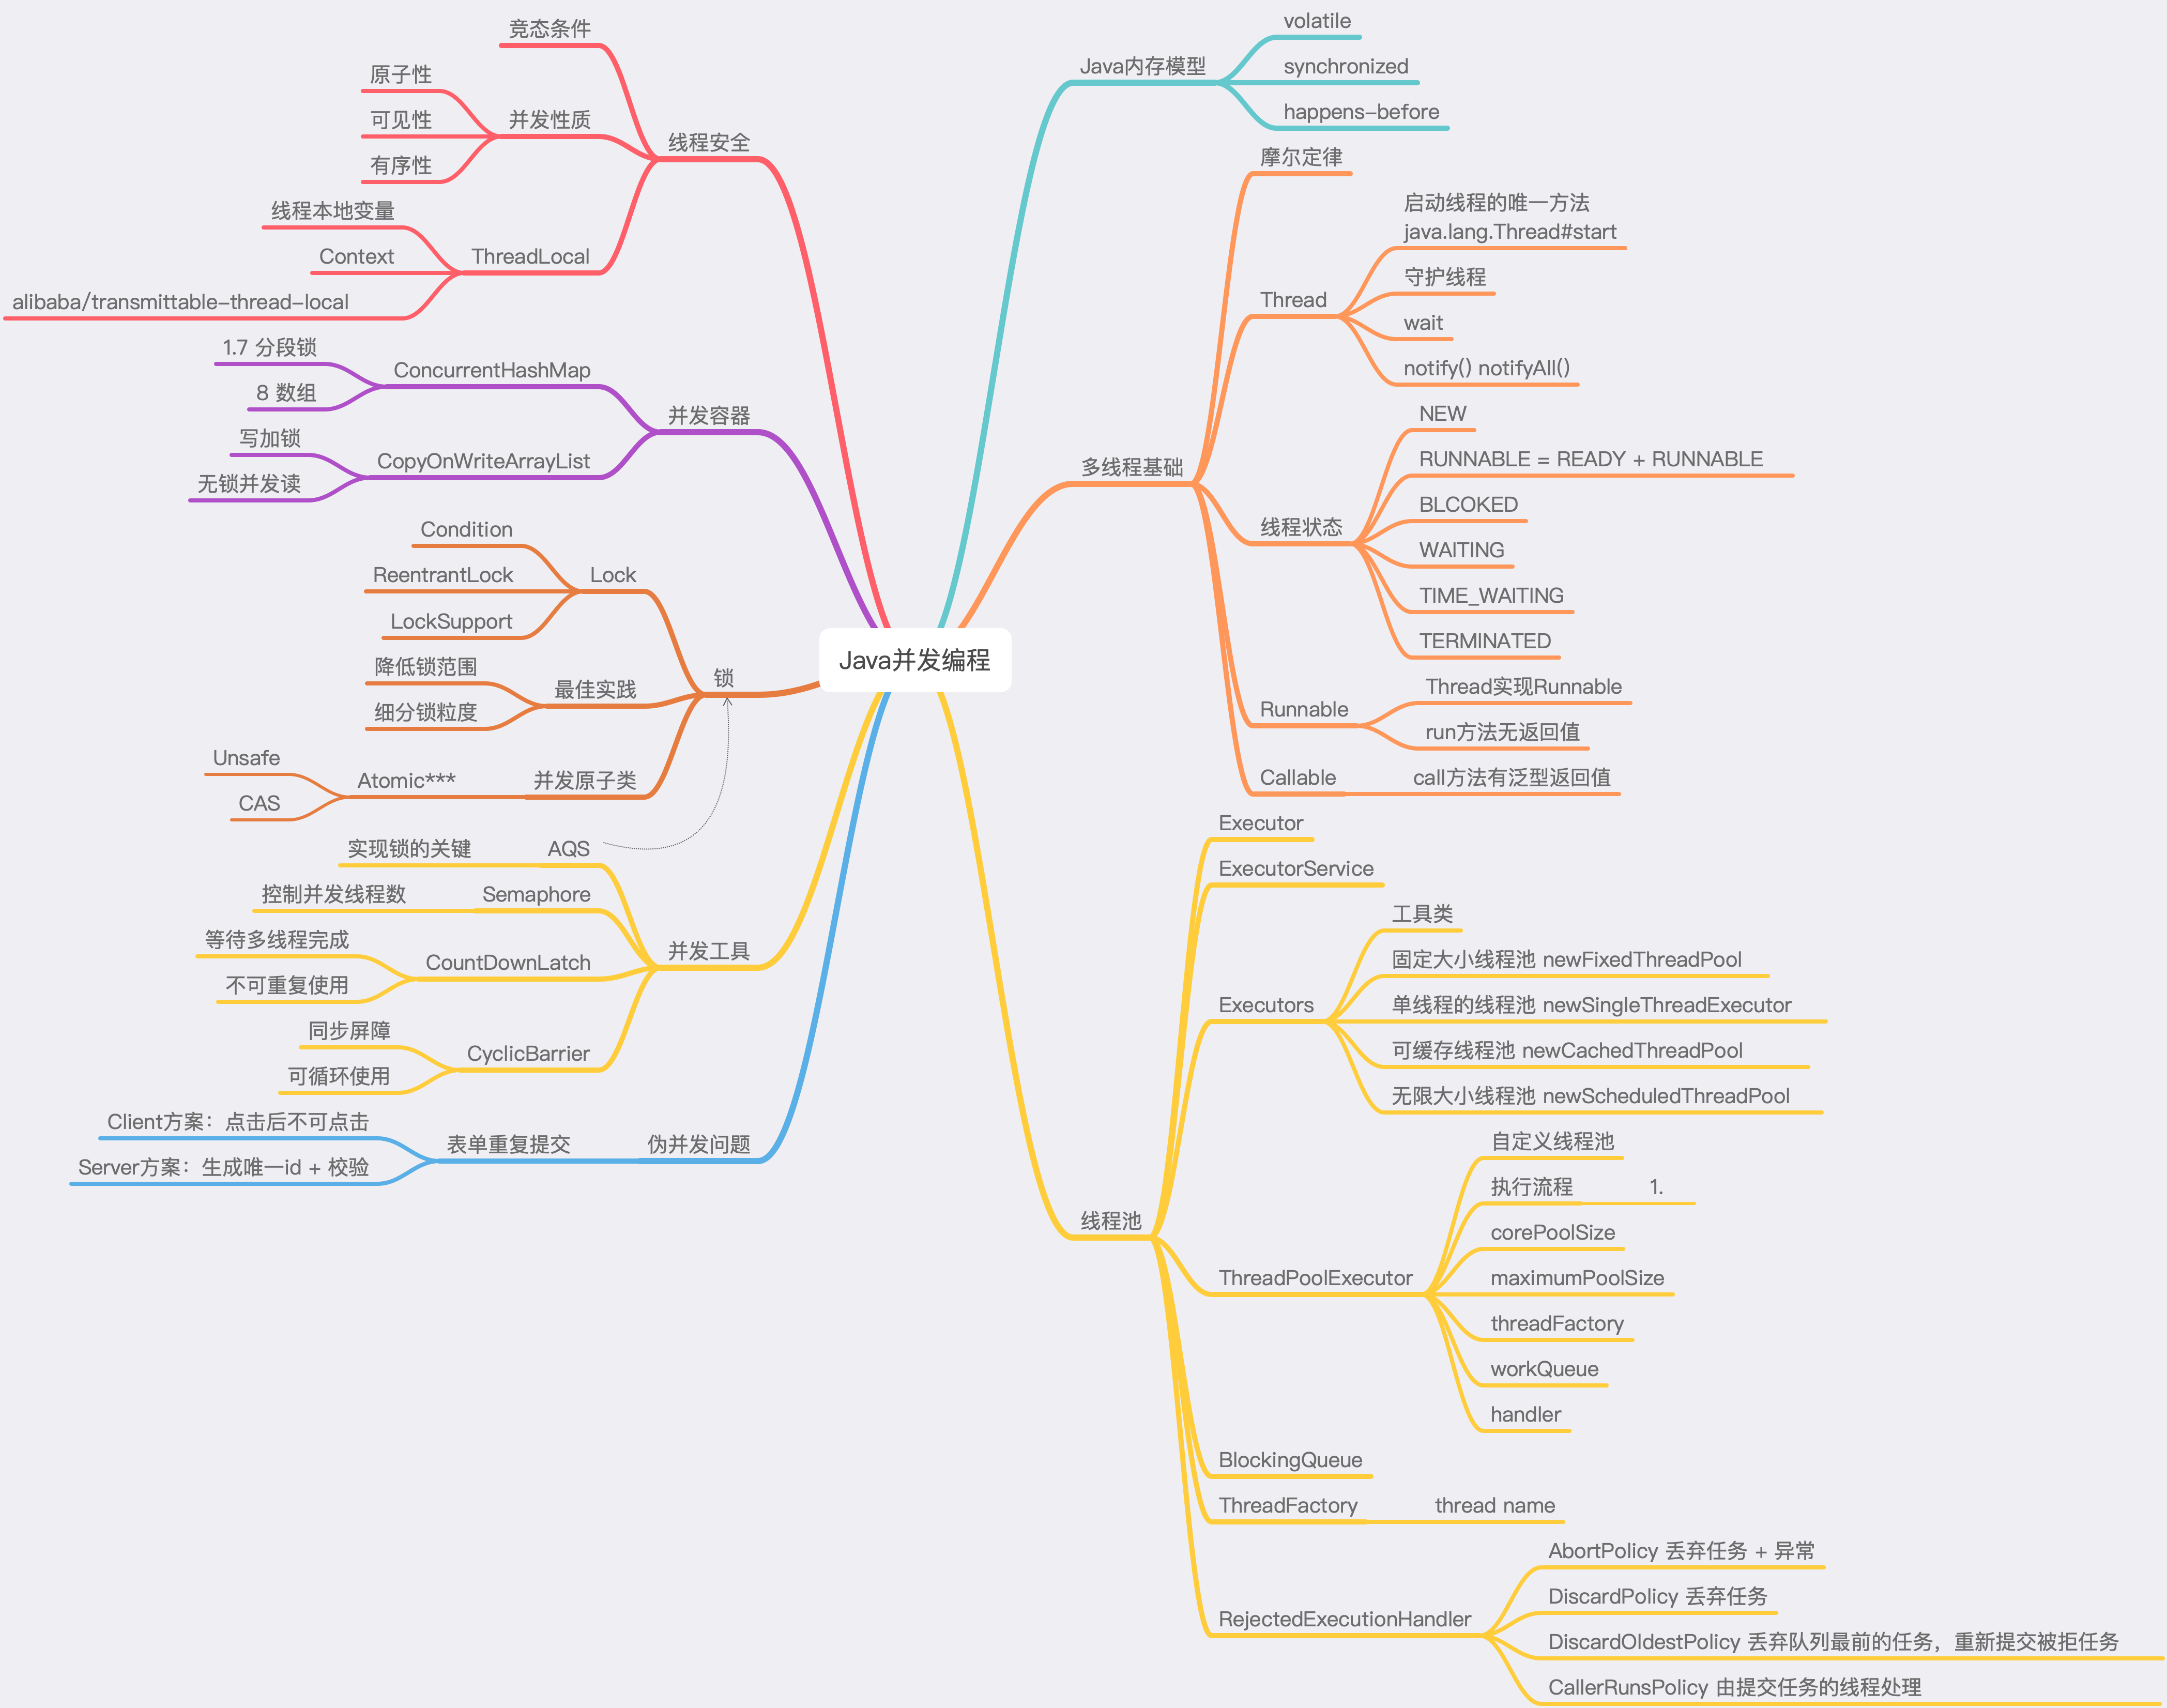 Java并发编程
Java内存模型
volatile
synchronized
happens-before
多线程基础
摩尔定律
Thread
启动线程的唯一方法
java.lang.Thread#start
守护线程
wait
notify() notifyAll()
线程状态
NEW
RUNNABLE = READY + RUNNABLE
BLCOKED
WAITING
TIME_WAITING
TERMINATED
Runnable
Thread实现Runnable
run方法无返回值
Callable
call方法有泛型返回值
线程池
Executor
ExecutorService
Executors
工具类
固定大小线程池 newFixedThreadPool
单线程的线程池 newSingleThreadExecutor
可缓存线程池 newCachedThreadPool
无限大小线程池 newScheduledThreadPool
ThreadPoolExecutor
自定义线程池
执行流程
1.
corePoolSize
maximumPoolSize
threadFactory
workQueue
handler
BlockingQueue
ThreadFactory
thread name
RejectedExecutionHandler
AbortPolicy 丢弃任务 + 异常
DiscardPolicy 丢弃任务
DiscardOldestPolicy 丢弃队列最前的任务，重新提交被拒任务
CallerRunsPolicy 由提交任务的线程处理
线程安全
竞态条件
并发性质
原子性
可见性
有序性
ThreadLocal
线程本地变量
Context
alibaba/transmittable-thread-local
并发容器
ConcurrentHashMap
1.7 分段锁
8 数组
CopyOnWriteArrayList
写加锁
无锁并发读
锁
Lock
Condition
ReentrantLock
LockSupport
最佳实践
降低锁范围
细分锁粒度
并发原子类
Atomic***
Unsafe
CAS
并发工具
AQS
实现锁的关键
Semaphore
控制并发线程数
CountDownLatch
等待多线程完成
不可重复使用
CyclicBarrier
同步屏障
可循环使用
伪并发问题
表单重复提交
Client方案：点击后不可点击
Server方案：生成唯一id + 校验